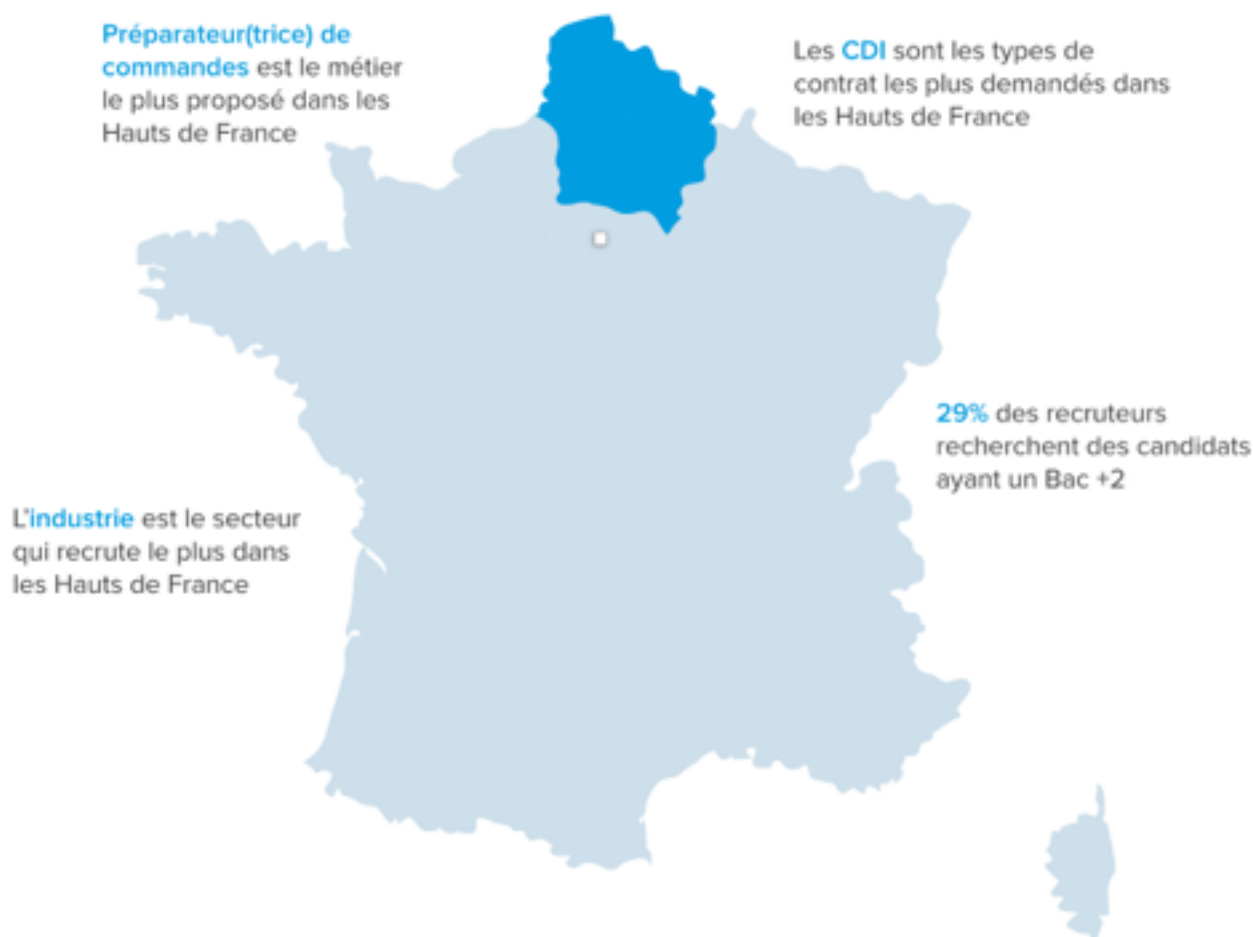 Préparateur(trice) de
commandes est le métier
le plus proposé dans les
Hauts de France
Les CDI sont les types de
contrat les plus demandés dans
les Hauts de France
29% des recruteurs
recherchent des candidats
ayant un Bac +2
L'industrie est le secteur
qui recrute le plus dans
les Hauts de France